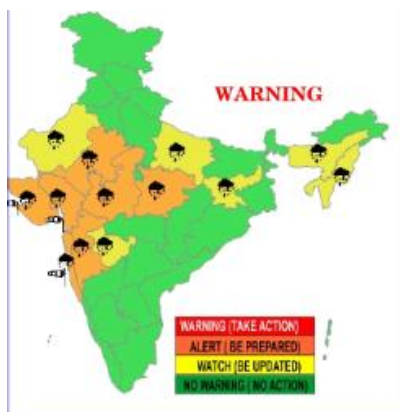 WARNING
WARNING (TAKE ACTION)
ALERT ( BE PREPARED)
WATCH (BE UPDATED)
NO WARNING ( NO ACTION)